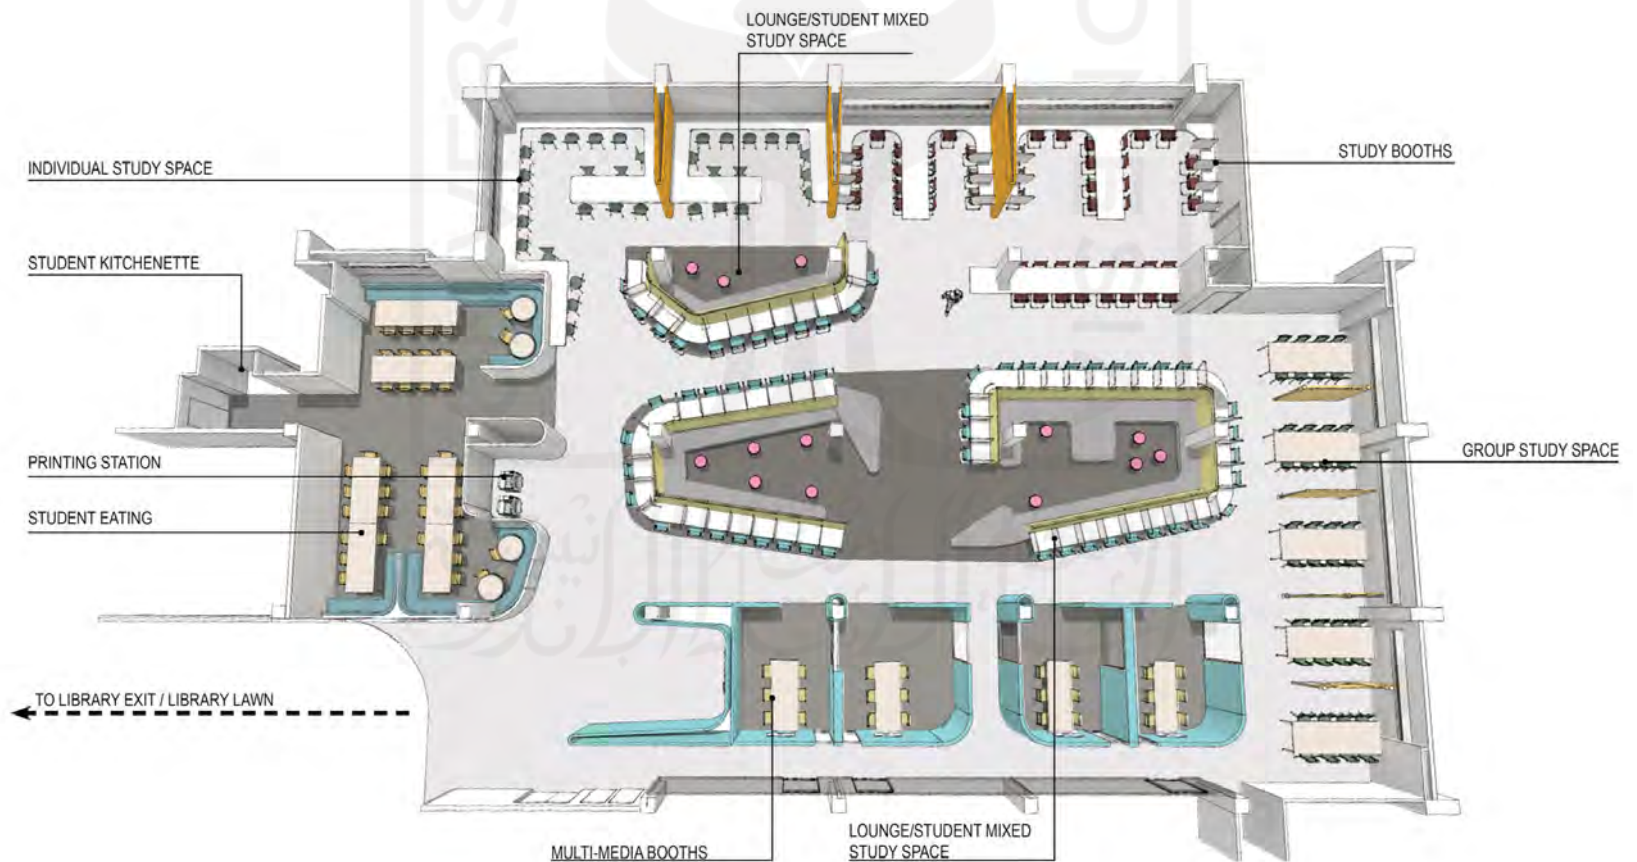 LOUNGE/STUDENT MIXED
STUDY SPACE
INDIVIDUAL STUDY SPACE
STUDY BOOTHS
STUDENT KITCHENETTE
PRINTING STATION
GROUP STUDY SPACE
STUDENT EATING
TO LIBRARY EXIT / LIBRARY LAWN
MULTI-MEDIA BOOTHS
LOUNGE/STUDENT MIXED
STUDY SPACE